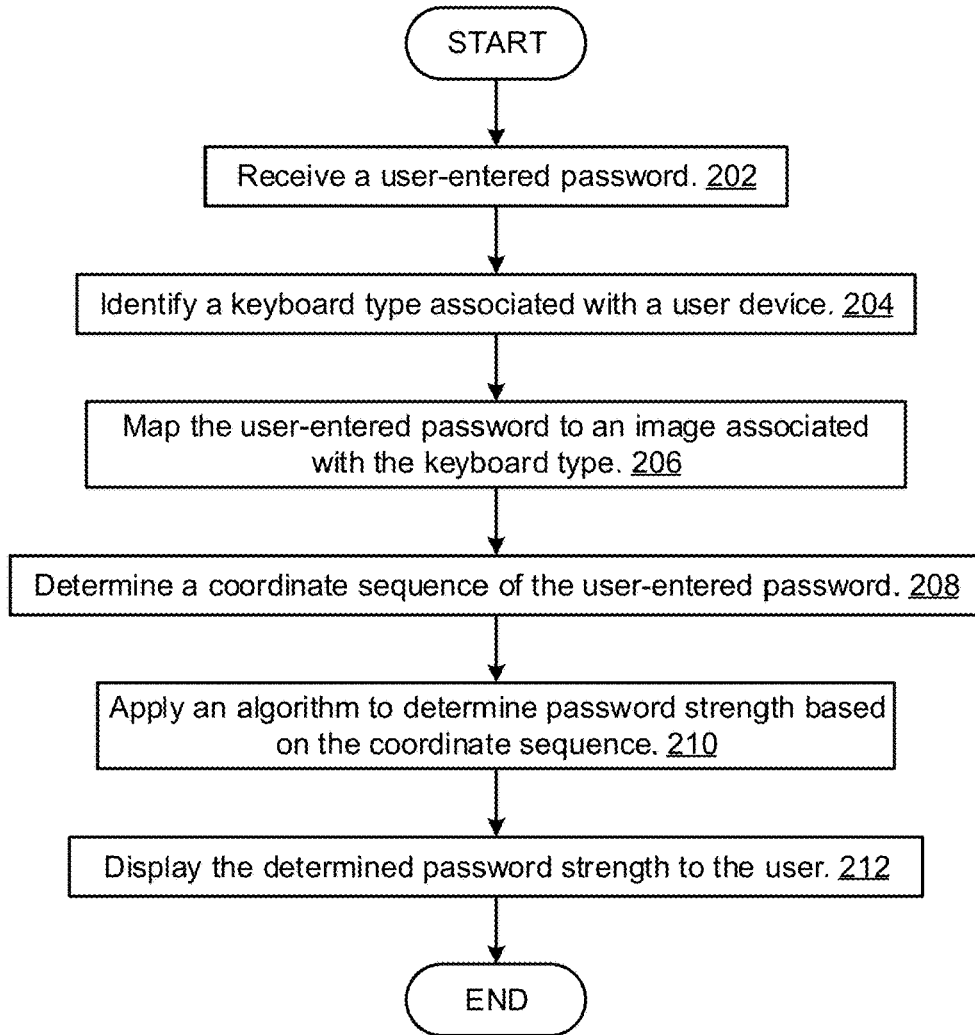 START
Receive a user-entered password. 202
Identify a keyboard type associated with a user device. 204
Map the user-entered password to an image associated
with the keyboard type. 206
Determine a coordinate sequence of the user-entered password. 208
Apply an algorithm to determine password strength based
on the coordinate sequence. 210
Display the determined password strength to the user. 212
END